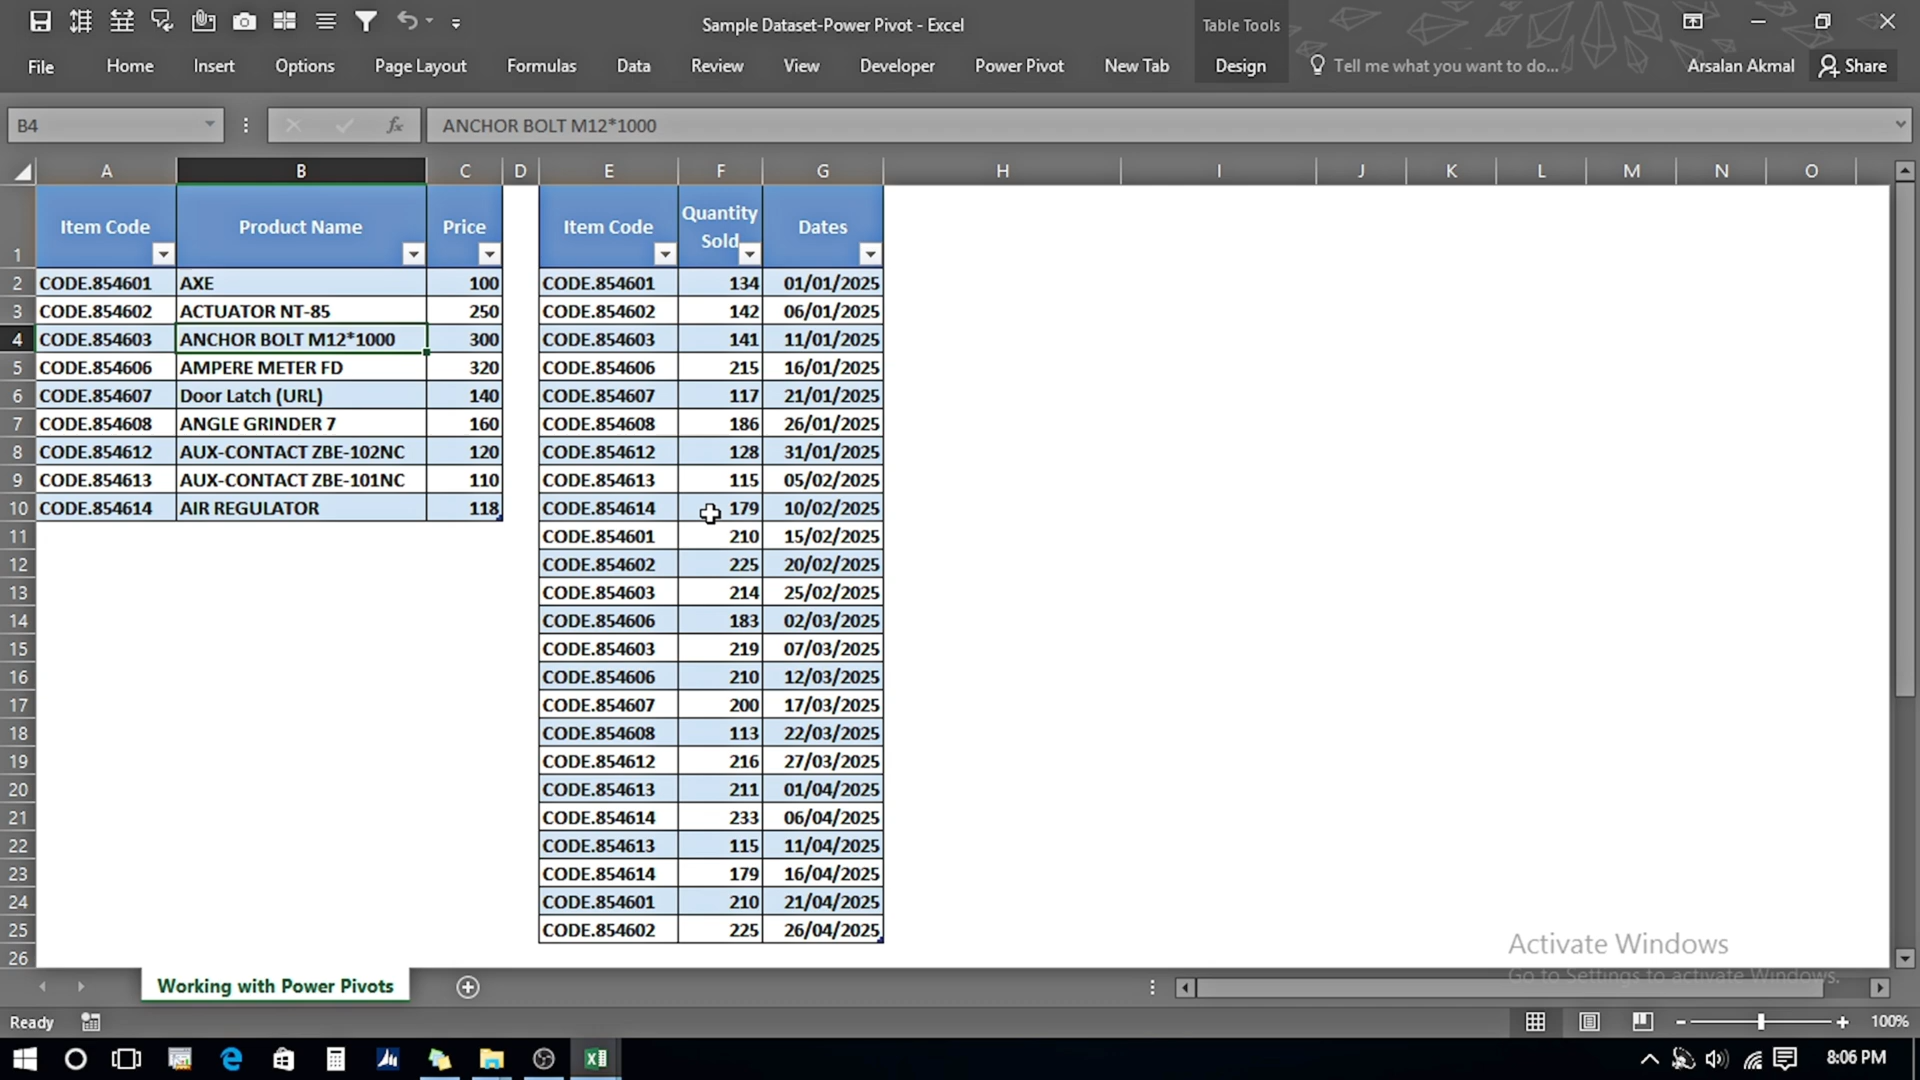 Sample Dataset-Power Pivot - Excel
Table Tools
File Home Insert Options Page Layout Formulas Data Review View Developer Power Pivot New Tab Design Tell me what you want to do... Arsalan Akmal Share
B4 fx ANCHOR BOLT M12*1000
A B C D E F G H I J K L M N O
1 Item Code Product Name Price Item Code Quantity Sold Dates
2 CODE.854601 AXE 100 CODE.854601 134 01/01/2025
3 CODE.854602 ACTUATOR NT-85 250 CODE.854602 142 06/01/2025
4 CODE.854603 ANCHOR BOLT M12*1000 300 CODE.854603 141 11/01/2025
5 CODE.854606 AMPERE METER FD 320 CODE.854606 215 16/01/2025
6 CODE.854607 Door Latch (URL) 140 CODE.854607 117 21/01/2025
7 CODE.854608 ANGLE GRINDER 7 160 CODE.854608 186 26/01/2025
8 CODE.854612 AUX-CONTACT ZBE-102NC 120 CODE.854612 128 31/01/2025
9 CODE.854613 AUX-CONTACT ZBE-101NC 110 CODE.854613 115 05/02/2025
10 CODE.854614 AIR REGULATOR 118 CODE.854614 179 10/02/2025
11 CODE.854601 210 15/02/2025
12 CODE.854602 225 20/02/2025
13 CODE.854603 214 25/02/2025
14 CODE.854606 183 02/03/2025
15 CODE.854603 219 07/03/2025
16 CODE.854606 210 12/03/2025
17 CODE.854607 200 17/03/2025
18 CODE.854608 113 22/03/2025
19 CODE.854612 216 27/03/2025
20 CODE.854613 211 01/04/2025
21 CODE.854614 233 06/04/2025
22 CODE.854613 115 11/04/2025
23 CODE.854614 179 16/04/2025
24 CODE.854601 210 21/04/2025
25 CODE.854602 225 26/04/2025
26
Activate Windows
Go to Settings to activate Windows.
Working with Power Pivots
Ready 100%
8:06 PM